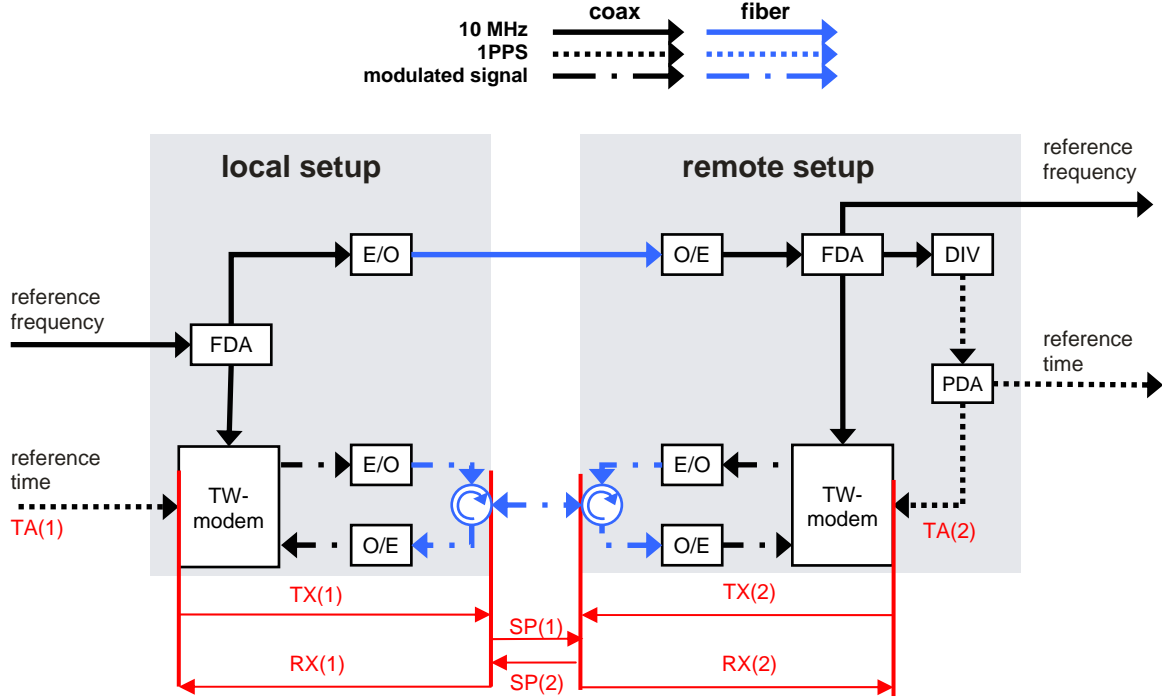 coax
fiber
10 MHz
1PPS
modulated signal
local setup
remote setup
reference
frequency
E/O
O/E
FDA
DIV
reference
frequency
FDA
reference
time
PDA
reference
time
TA(1)
TW-
modem
E/O
O/E
E/O
O/E
TW-
modem
TA(2)
TX(1)
TX(2)
SP(1)
RX(1)
SP(2)
RX(2)